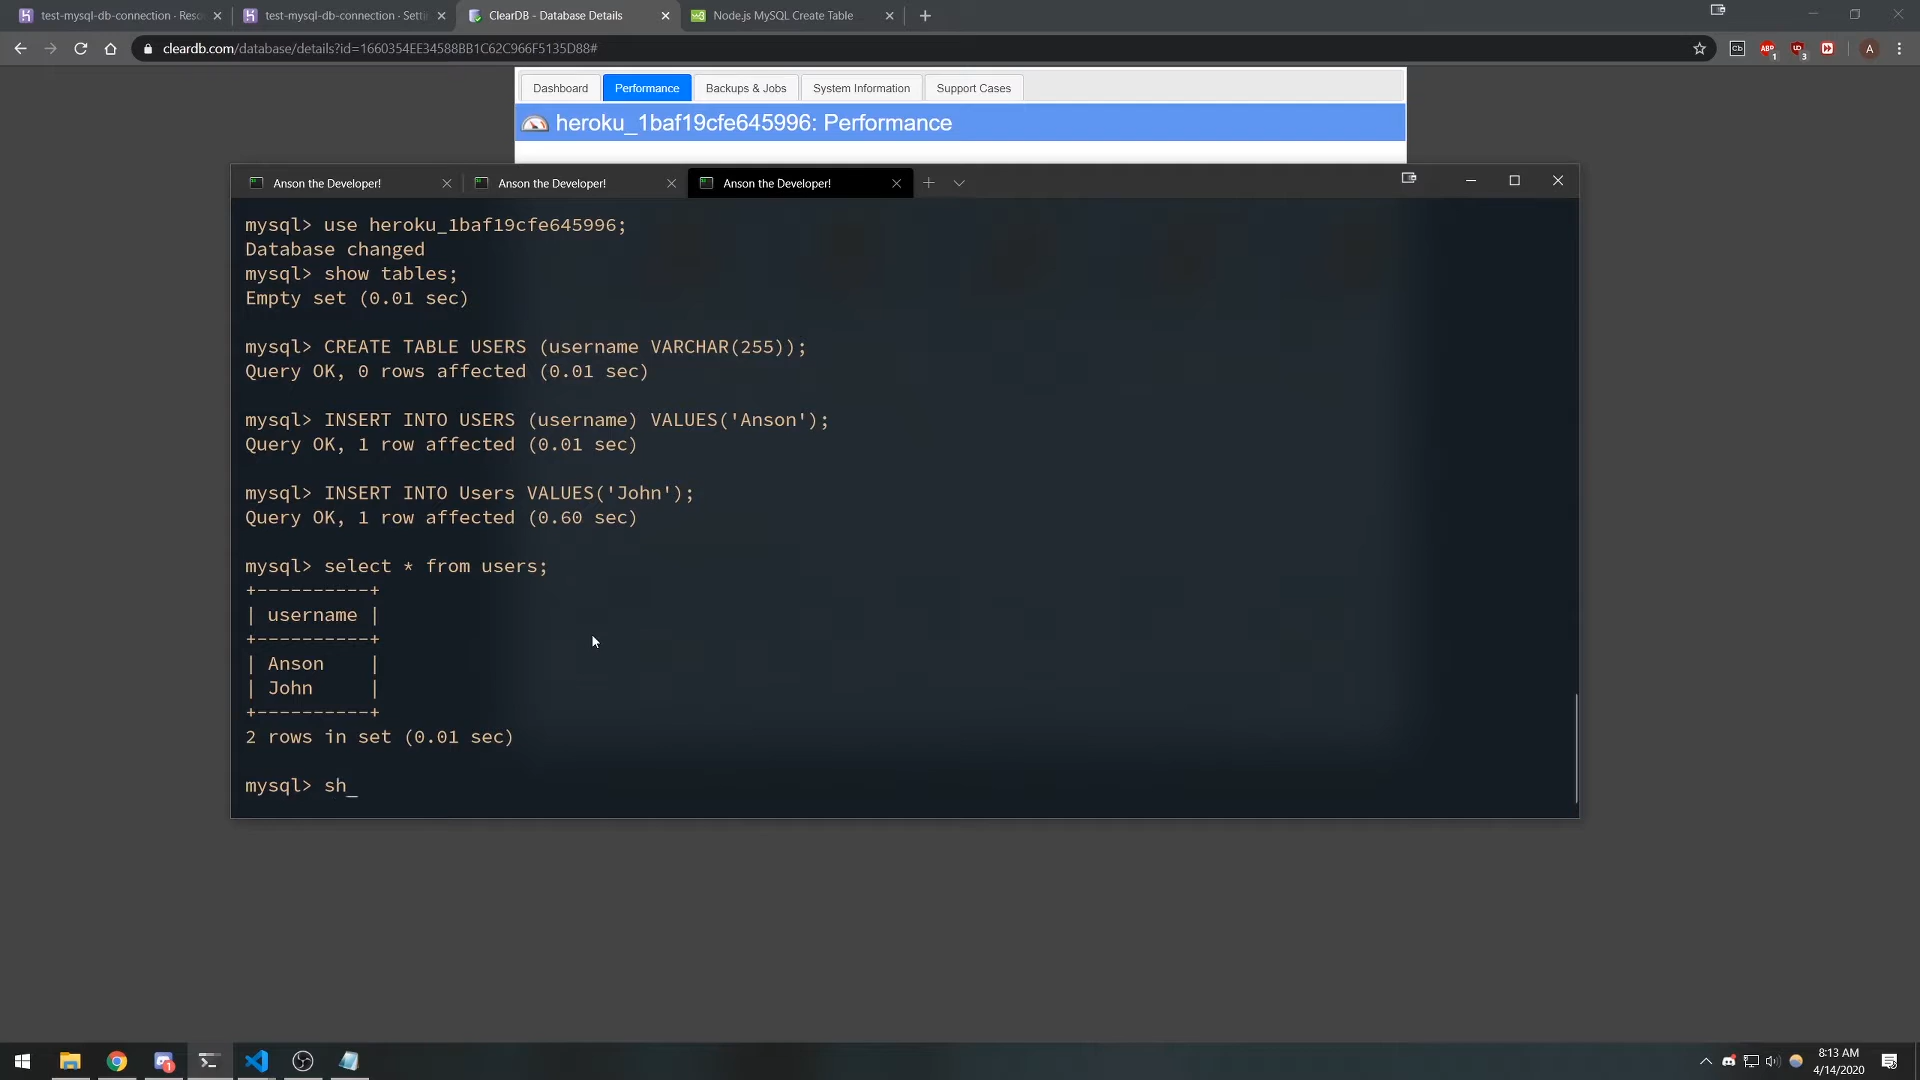 test-mysql-db-connection · Reso
test-mysql-db-connection · Setti
ClearDB - Database Details
Node.js MySQL Create Table
cleardb.com/database/details?id=1660354EE34588BB1C62C966F5135D88#
Dashboard
Performance
Backups & Jobs
System Information
Support Cases
heroku_1baf19cfe645996: Performance
Anson the Developer!
Anson the Developer!
Anson the Developer!
mysql> use heroku_1baf19cfe645996;
Database changed
mysql> show tables;
Empty set (0.01 sec)
mysql> CREATE TABLE USERS (username VARCHAR(255));
Query OK, 0 rows affected (0.01 sec)
mysql> INSERT INTO USERS (username) VALUES('Anson');
Query OK, 1 row affected (0.01 sec)
mysql> INSERT INTO Users VALUES('John');
Query OK, 1 row affected (0.60 sec)
mysql> select * from users;
+----------+
| username |
+----------+
| Anson    |
| John     |
+----------+
2 rows in set (0.01 sec)
mysql> sh_
8:13 AM
4/14/2020